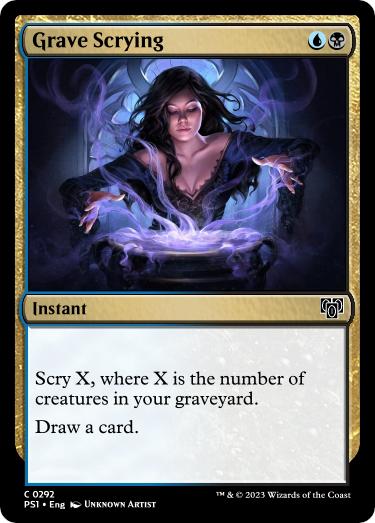 Grave Scrying
Instant
Scry X, where X is the number of
creatures in your graveyard.
Draw a card.
C 0292
PS1 • Eng Unknown Artist
™ & © 2023 Wizards of the Coast